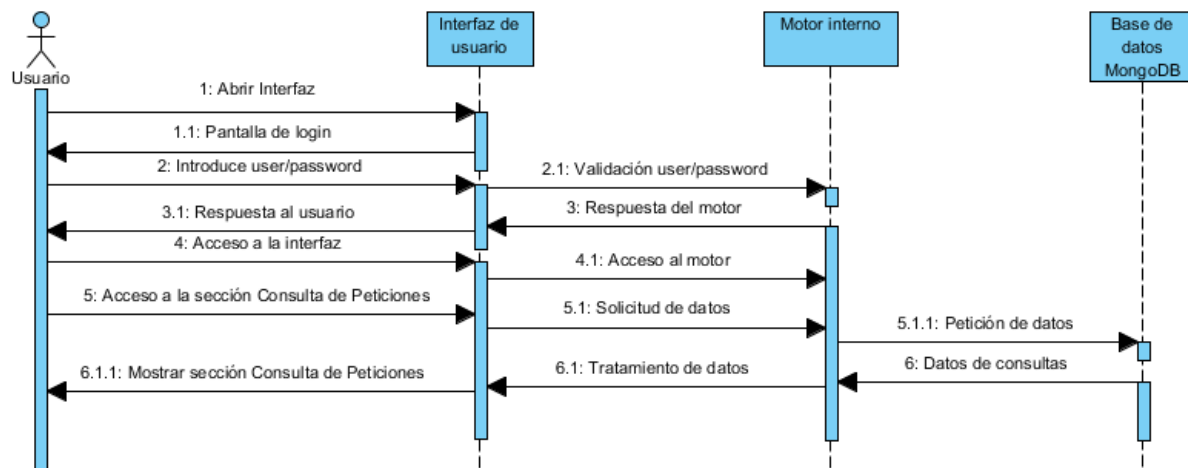 Usuario
Interfaz de
usuario
Motor interno
Base de
datos
MongoDB
1: Abrir Interfaz
1.1: Pantalla de login
2: Introduce user/password
2.1: Validación user/password
3: Respuesta del motor
3.1: Respuesta al usuario
4: Acceso a la interfaz
4.1: Acceso al motor
5: Acceso a la sección Consulta de Peticiones
5.1: Solicitud de datos
5.1.1: Petición de datos
6: Datos de consultas
6.1: Tratamiento de datos
6.1.1: Mostrar sección Consulta de Peticiones